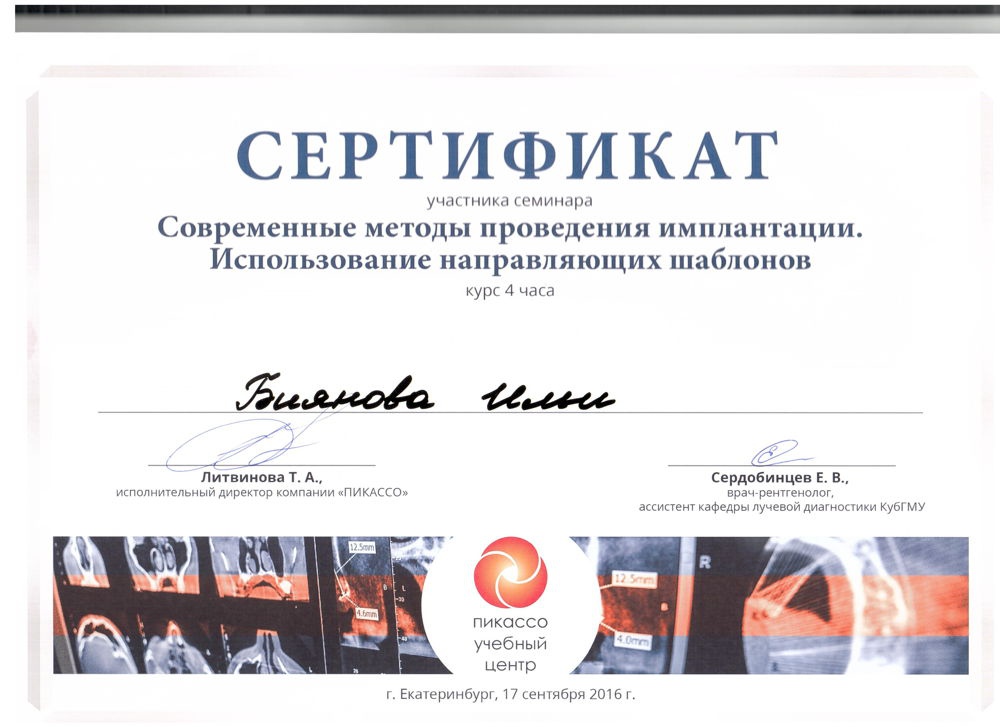 СЕРТИФИКАТ
участника семинара
Современные методы проведения имплантации.
Использование направляющих шаблонов
курс 4 часа
Биянова Ильи
Литвинова Т. А.,
исполнительный директор компании «ПИКАССО»
Сердобинцев Е. В.,
врач-рентгенолог,
ассистент кафедры лучевой диагностики КубГМУ
12.5mm
4.6mm
12.5mm
4.0mm
R
пикассо
учебный
центр
г. Екатеринбург, 17 сентября 2016 г.